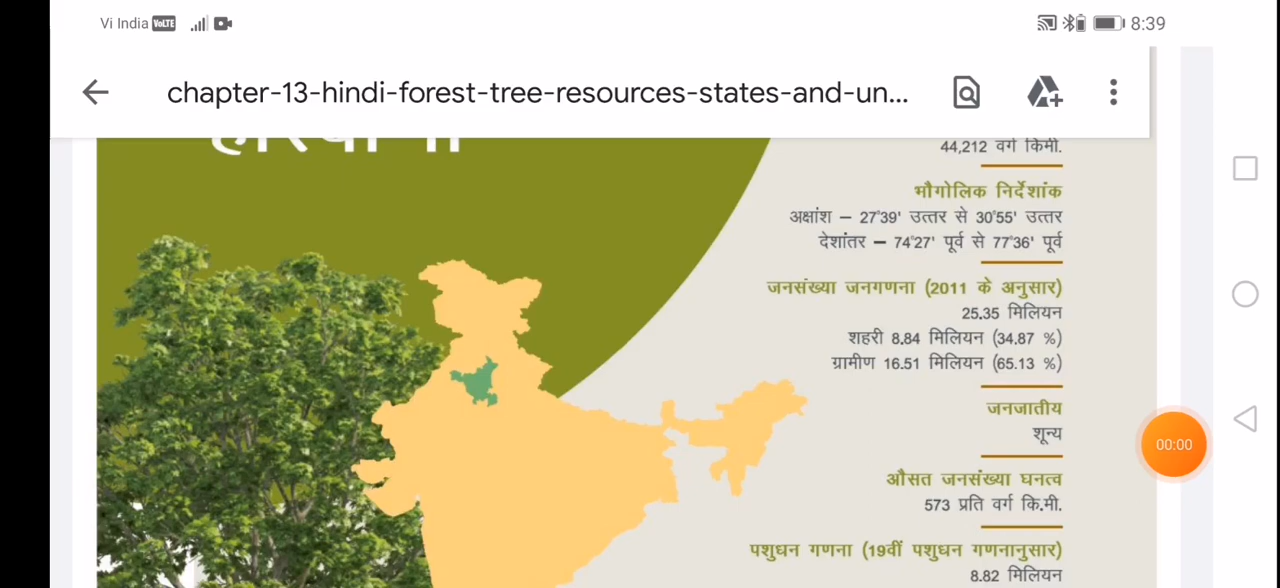 Vi India VoLTE
8:39
chapter-13-hindi-forest-tree-resources-states-and-un...
हरियाणा
44,212 वर्ग किमी.
भौगोलिक निर्देशांक
अक्षांश – 27°39' उत्तर से 30°55' उत्तर
देशांतर – 74°27' पूर्व से 77°36' पूर्व
जनसंख्या जनगणना (2011 के अनुसार)
25.35 मिलियन
शहरी 8.84 मिलियन (34.87 %)
ग्रामीण 16.51 मिलियन (65.13 %)
जनजातीय
शून्य
औसत जनसंख्या घनत्व
573 प्रति वर्ग कि.मी.
पशुधन गणना (19वीं पशुधन गणनानुसार)
8.82 मिलियन
00:00